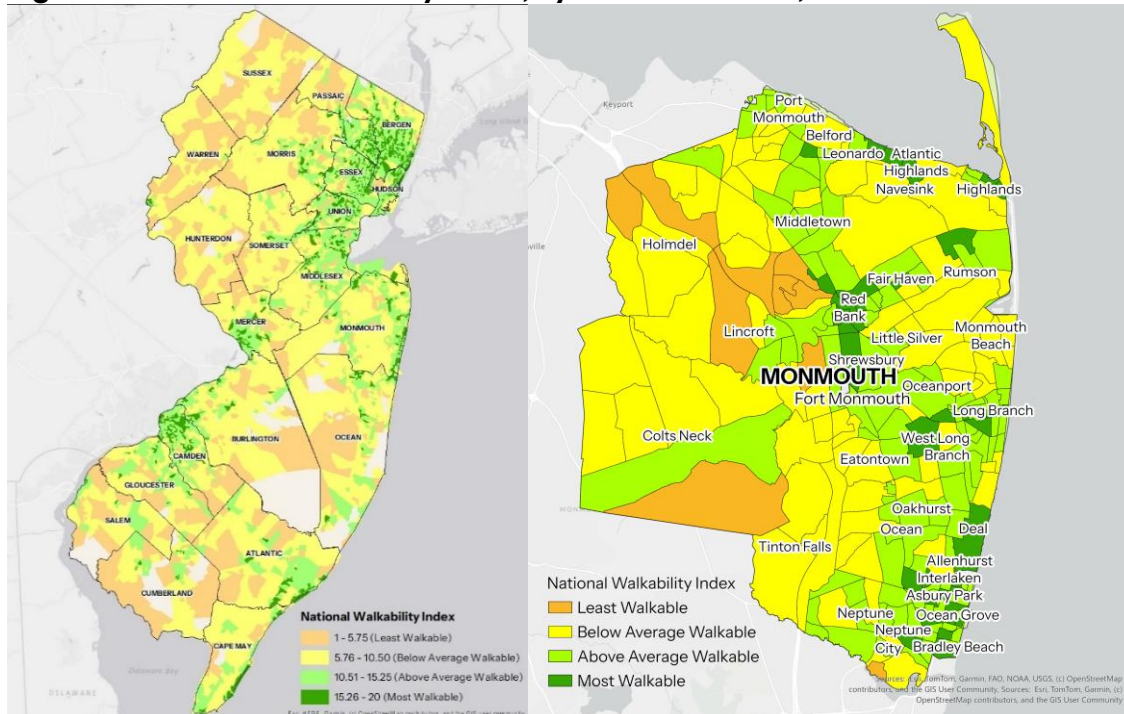 SUSSEX
PASSAIC
BERGEN
WARREN
MORRIS
ESSEX
HUDSON
UNION
HUNTERDON
SOMERSET
MIDDLESEX
MERCER
MONMOUTH
BURLINGTON
OCEAN
CAMDEN
GLOUCESTER
SALEM
ATLANTIC
CUMBERLAND
CAPE MAY
Delaware Bay
National Walkability Index
1 - 5.75 (Least Walkable)
5.76 - 10.50 (Below Average Walkable)
10.51 - 15.25 (Above Average Walkable)
15.26 - 20 (Most Walkable)
Keyport
Port
Monmouth
Belford
Leonardo
Atlantic
Highlands
Navesink
Highlands
Middletown
Holmdel
Rumson
Fair Haven
Red
Bank
Lincroft
Little Silver
Monmouth
Beach
Shrewsbury
MONMOUTH
Fort Monmouth
Oceanport
Long Branch
Colts Neck
West Long
Branch
Eatontown
Oakhurst
Ocean
Deal
Tinton Falls
Allenhurst
Interlaken
Asbury Park
Neptune
Ocean Grove
Neptune
City
Bradley Beach
National Walkability Index
Least Walkable
Below Average Walkable
Above Average Walkable
Most Walkable
Sources: Esri, TomTom, Garmin, FAO, NOAA, USGS, (c) OpenStreetMap
contributors, and the GIS User Community, Sources: Esri, TomTom, Garmin, (c)
OpenStreetMap contributors, and the GIS User Community